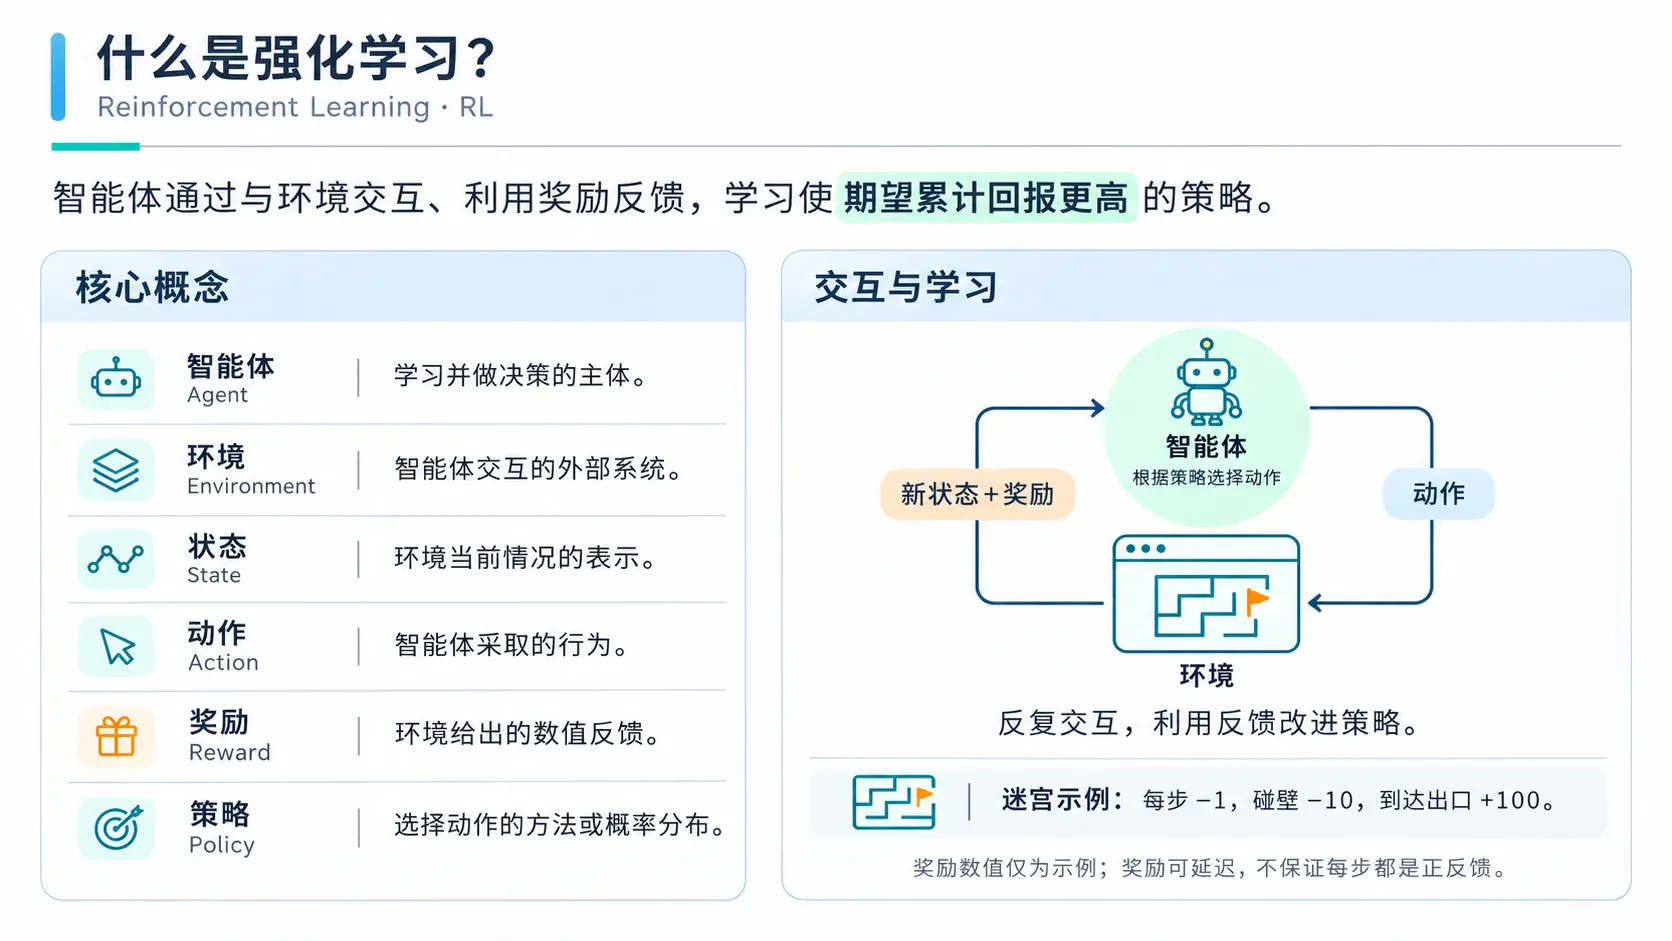 什么是强化学习？
Reinforcement Learning · RL
智能体通过与环境交互、利用奖励反馈，学习使期望累计回报更高的策略。
核心概念
智能体
Agent
学习并做决策的主体。
环境
Environment
智能体交互的外部系统。
状态
State
环境当前情况的表示。
动作
Action
智能体采取的行为。
奖励
Reward
环境给出的数值反馈。
策略
Policy
选择动作的方法或概率分布。
交互与学习
智能体
根据策略选择动作
新状态＋奖励
动作
环境
反复交互，利用反馈改进策略。
迷宫示例：每步 −1，碰壁 −10，到达出口 +100。
奖励数值仅为示例；奖励可延迟，不保证每步都是正反馈。